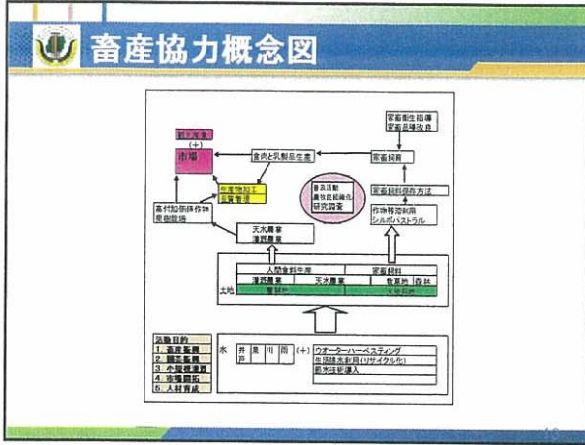 畜産協力概念図
家畜衛生指導
家畜品種改良
(+)
市場
食肉と乳製品生産
家畜飼育
生産物加工
品質管理
普及活動
農牧民組織化
研究調査
家畜飼料保存方法
高付加価値作物
果樹栽培
作物残渣利用
シルボパストラル
天水農業
灌漑農業
人間食料生産
家畜飼料
灌漑農業
天水農業
牧草地
森林
土地
農耕地
活動目的
1. 畜産振興
2. 園芸振興
3. 小規模灌漑
4. 市場開拓
5. 人材育成
水
井戸
泉
川
雨
(+)
ウオーターハーベスティング
生活排水利用(リサイクル化)
節水技術導入